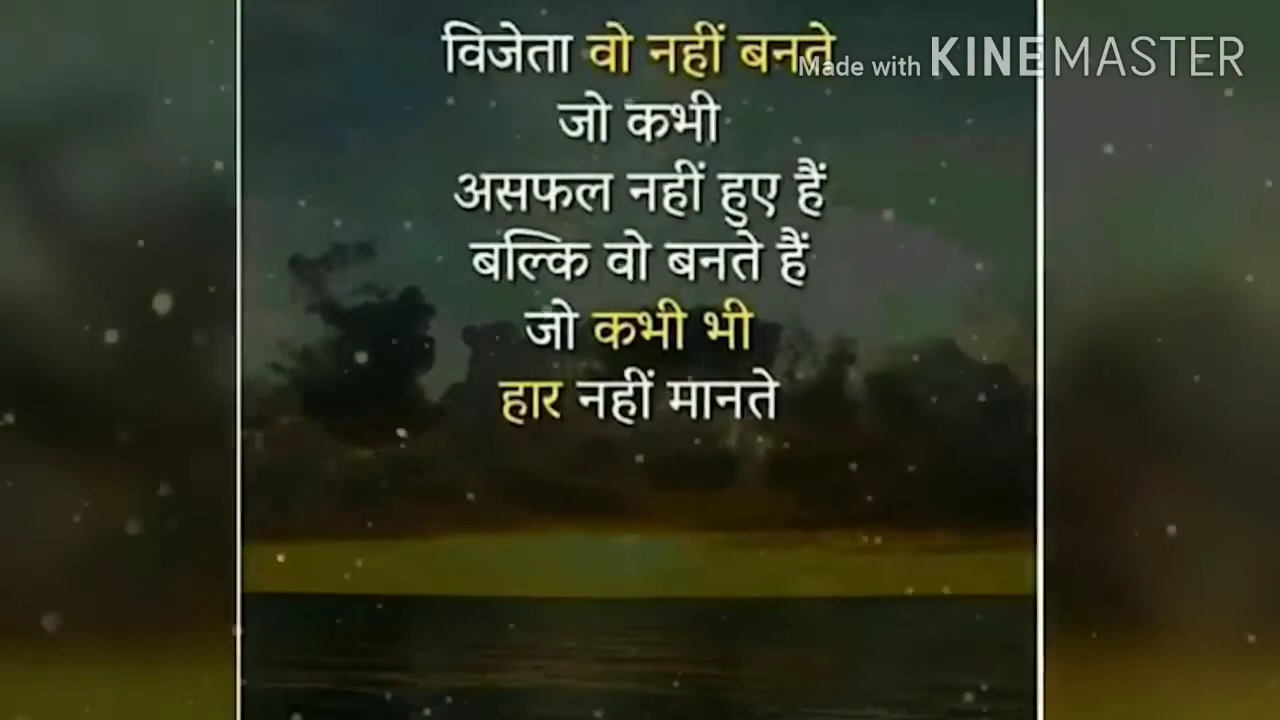 विजेता वो नहीं बनते
Made with KINEMASTER
जो कभी
असफल नहीं हुए हैं
बल्कि वो बनते हैं
जो कभी भी
हार नहीं मानते